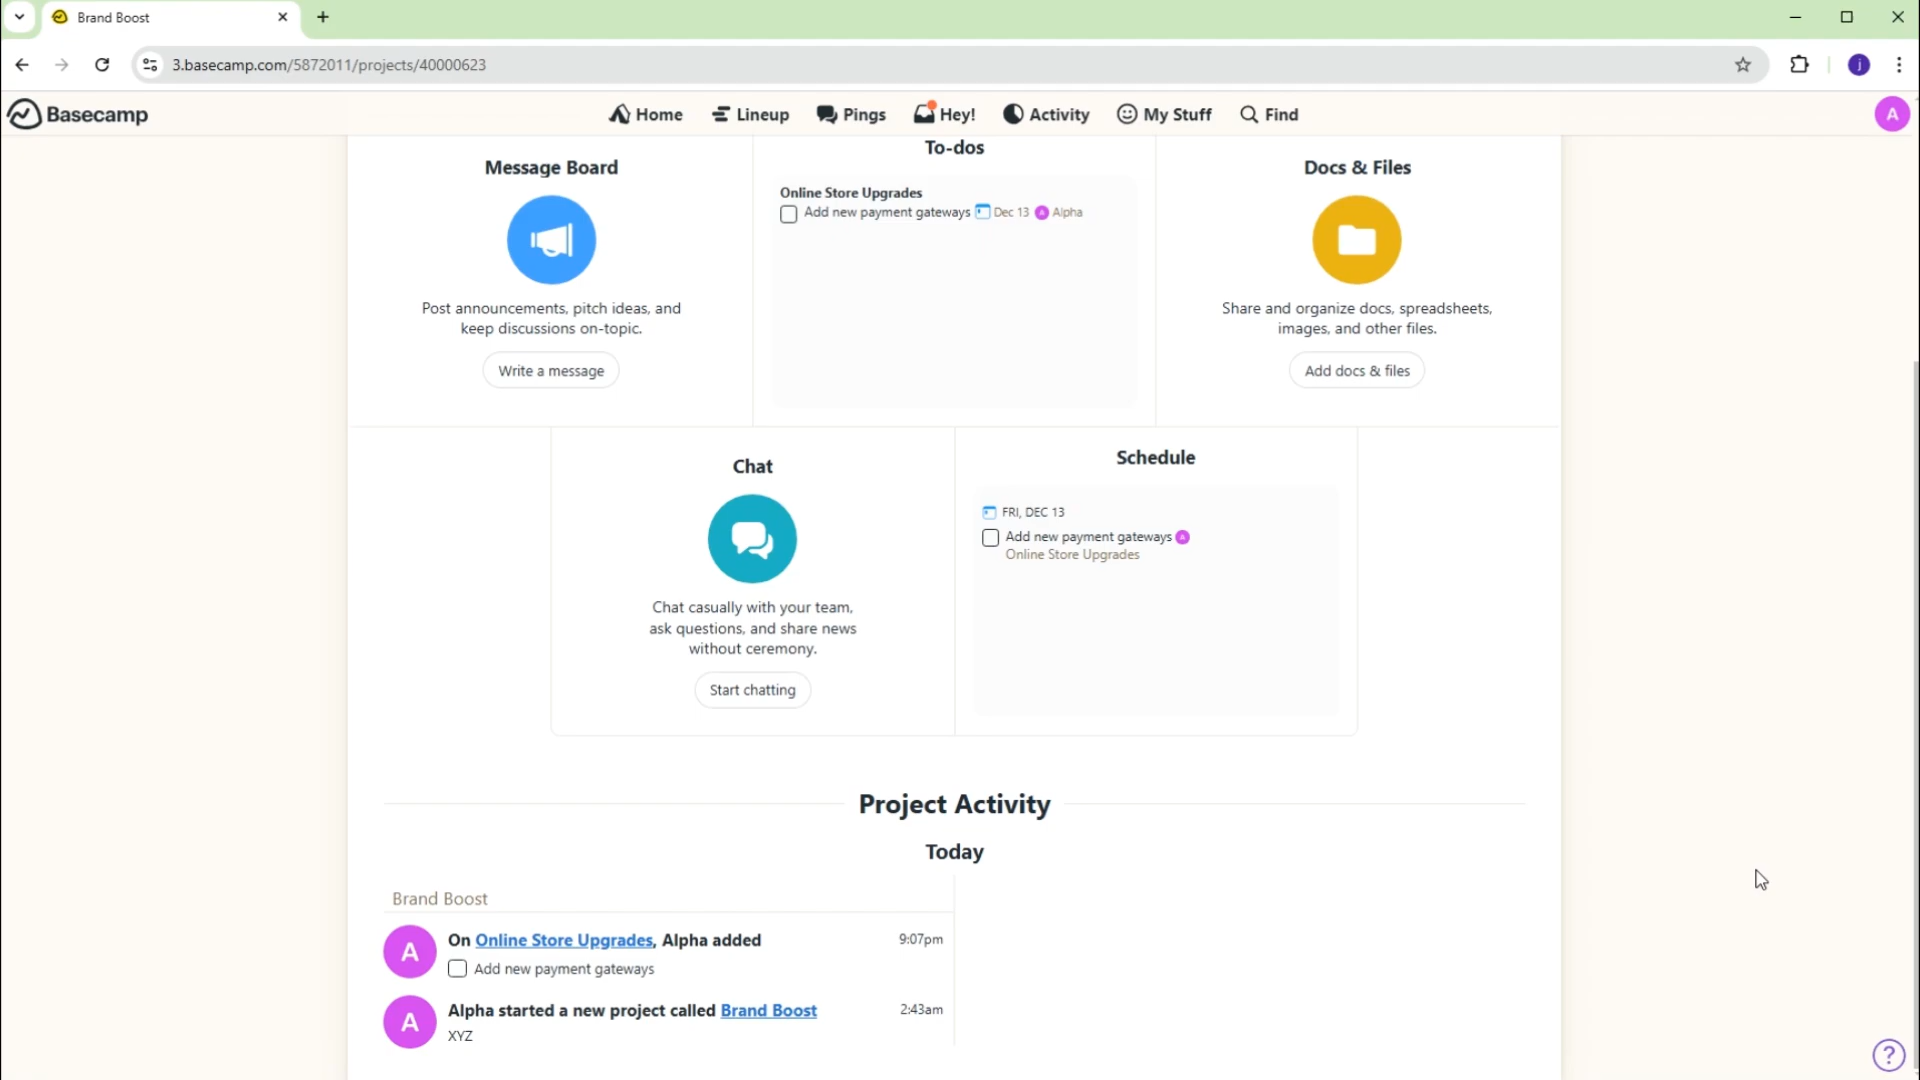 Brand Boost
3.basecamp.com/5872011/projects/40000623
j
Basecamp
Home
Lineup
Pings
Hey!
Activity
My Stuff
Find
A
Message Board
Post announcements, pitch ideas, and
keep discussions on-topic.
Write a message
To-dos
Online Store Upgrades
Add new payment gateways Dec 13 A Alpha
Docs & Files
Share and organize docs, spreadsheets,
images, and other files.
Add docs & files
Chat
Chat casually with your team,
ask questions, and share news
without ceremony.
Start chatting
Schedule
FRI, DEC 13
Add new payment gateways A
Online Store Upgrades
Project Activity
Today
Brand Boost
A
On Online Store Upgrades, Alpha added 9:07pm
Add new payment gateways
A
Alpha started a new project called Brand Boost 2:43am
XYZ
?